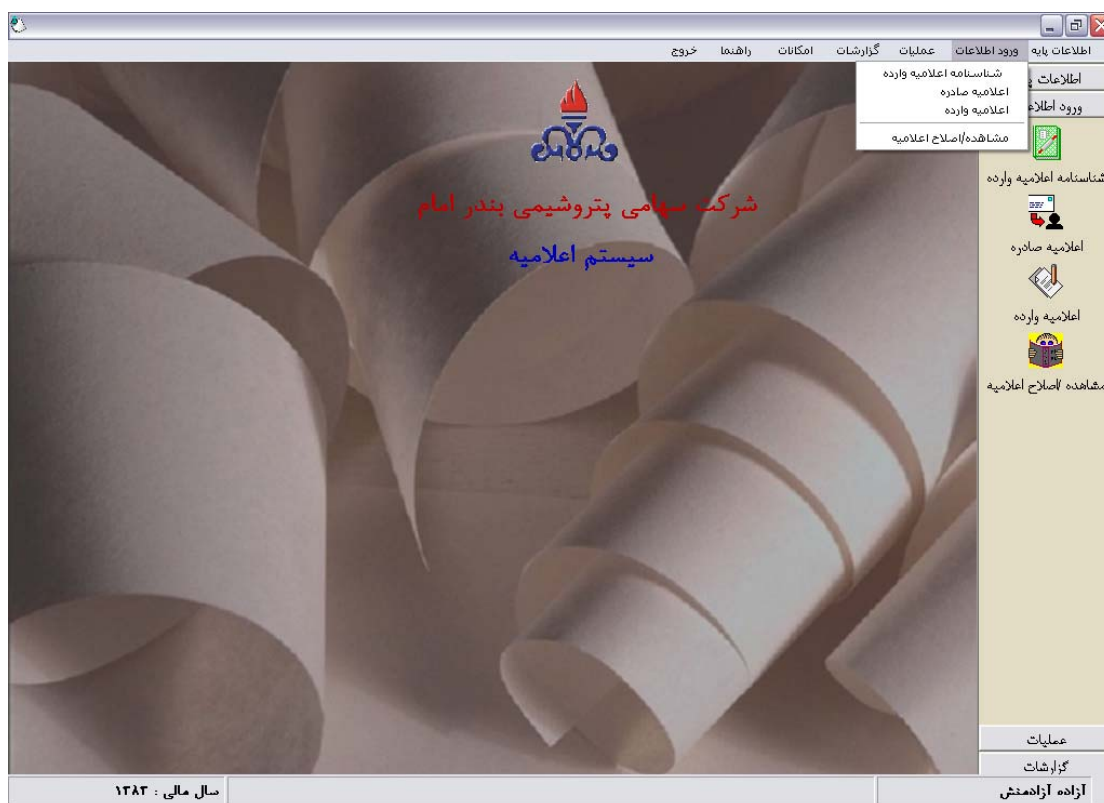 اطلاعات پایه ورود اطلاعات عملیات گزارشات امکانات راهنما خروج
شناسنامه اعلامیه وارده
اعلامیه صادره
اعلامیه وارده
مشاهده/اصلاح اعلامیه
شرکت سهامی پتروشیمی بندر امام
سیستم اعلامیه
اطلاعات
ورود
شناسنامه اعلامیه وارده
اعلامیه صادره
اعلامیه وارده
مشاهده /اصلاح اعلامیه
عملیات
گزارشات
آزاده آزادمنش
سال مالی : ۱۳۸۳